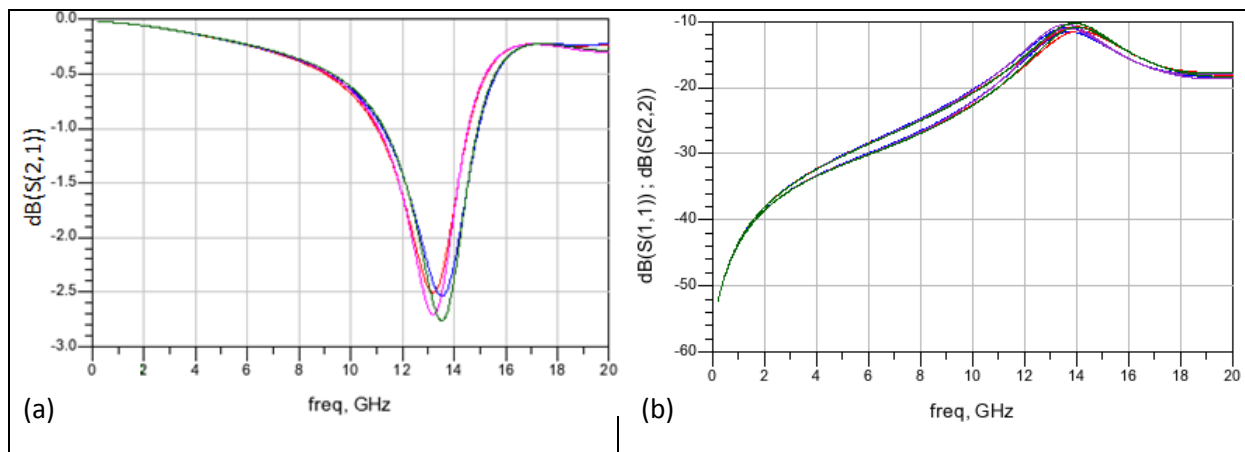 0.0
-0.5
-1.0
-1.5
-2.0
-2.5
-3.0
dB(S(2,1))
0 2 4 6 8 10 12 14 16 18 20
freq, GHz
(a)
-10
-20
-30
-40
-50
-60
dB(S(1,1)) ; dB(S(2,2))
0 2 4 6 8 10 12 14 16 18 20
freq, GHz
(b)